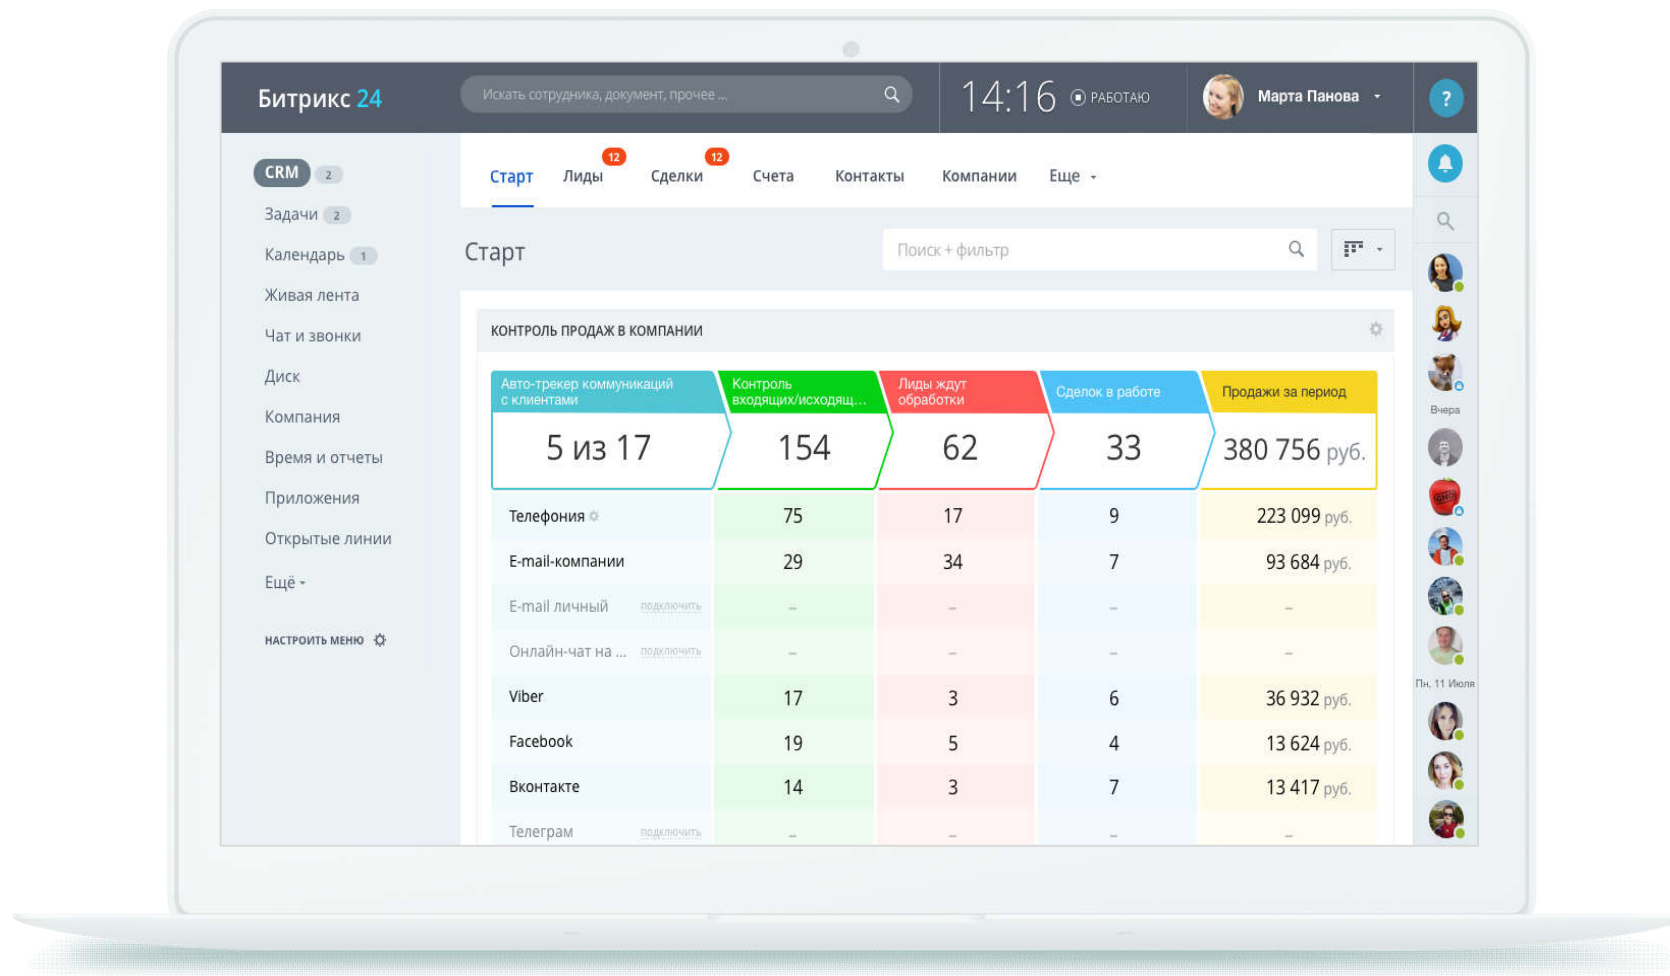 Битрикс 24
Искать сотрудника, документ, прочее ...
14:16 РАБОТАЮ
Марта Панова
?
CRM 2
Задачи 2
Календарь 1
Живая лента
Чат и звонки
Диск
Компания
Время и отчеты
Приложения
Открытые линии
Ещё
НАСТРОИТЬ МЕНЮ
12 12
Старт Лиды Сделки Счета Контакты Компании Еще
Старт
Поиск + фильтр
КОНТРОЛЬ ПРОДАЖ В КОМПАНИИ
Авто-трекер коммуникаций
с клиентами
Контроль
входящих/исходящ...
Лиды ждут
обработки
Сделок в работе
Продажи за период
5 из 17 154 62 33 380 756 руб.
Телефония 75 17 9 223 099 руб.
E-mail-компании 29 34 7 93 684 руб.
E-mail личный подключить – – – –
Онлайн-чат на ... подключить – – – –
Viber 17 3 6 36 932 руб.
Facebook 19 5 4 13 624 руб.
Вконтакте 14 3 7 13 417 руб.
Телеграм подключить – – – –
Вчера
Пн, 11 Июля